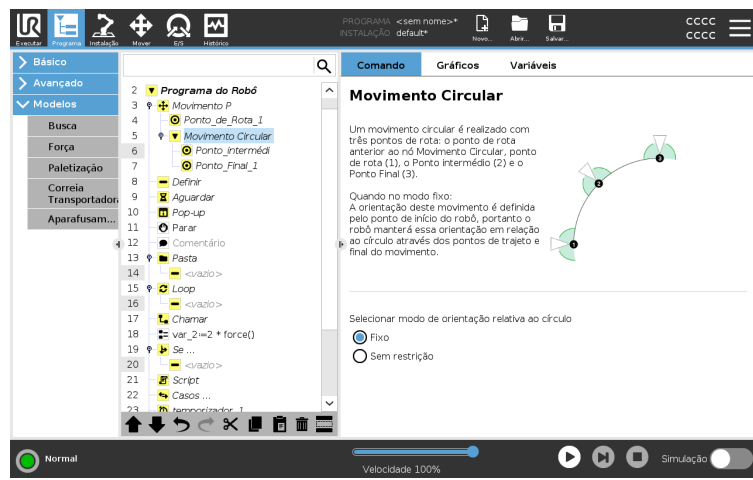 UR
PROGRAMA <sem nome>*
INSTALAÇÃO default*
CCCC
CCCC
Executar Programa Instalação Mover E/S Histórico
Novo... Abrir... Salvar...
Básico
Avançado
Modelos
Busca
Força
Paletização
Correia
Transportador
Aparafusam...
2 Programa do Robô
3 Movimento P
4 Ponto_de_Rota_1
5 Movimento Circular
6 Ponto_intermédi
7 Ponto_Final_1
8 Definir
9 Aguardar
10 Pop-up
11 Parar
12 Comentário
13 Pasta
14 <vazio>
15 Loop
16 <vazio>
17 Chamar
18 var_2:=2 * force()
19 Se ...
20 <vazio>
21 Script
22 Casos ...
23 temporizador_1
Comando Gráficos Variáveis
Movimento Circular
Um movimento circular é realizado com
três pontos de rota: o ponto de rota
anterior ao nó Movimento Circular, ponto
de rota (1), o Ponto intermédio (2) e o
Ponto Final (3).
Quando no modo fixo:
A orientação deste movimento é definida
pelo ponto de início do robô, portanto o
robô manterá essa orientação em relação
ao círculo através dos pontos de trajeto e
final do movimento.
3
2
1
Selecionar modo de orientação relativa ao círculo
Fixo
Sem restrição
Normal
Velocidade 100%
Simulação